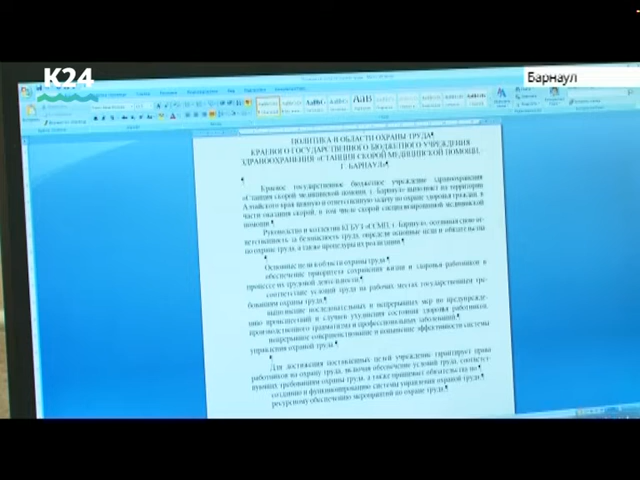 К24
Барнаул
ПОЛИТИКА В ОБЛАСТИ ОХРАНЫ ТРУДА¶
КРАЕВОГО ГОСУДАРСТВЕННОГО БЮДЖЕТНОГО УЧРЕЖДЕНИЯ
ЗДРАВООХРАНЕНИЯ «СТАНЦИЯ СКОРОЙ МЕДИЦИНСКОЙ ПОМОЩИ,
Г. БАРНАУЛ»¶
¶
Краевое государственное бюджетное учреждение здравоохранения
«Станция скорой медицинской помощи, г. Барнаул» выполняет на территории
Алтайского края важную и ответственную задачу по охране здоровья граждан, в
части оказания скорой, в том числе скорой специализированной медицинской
помощи.¶
Руководство и коллектив КГБУЗ «ССМП, г. Барнаул», осознавая свою от-
ветственность за безопасность труда, определяя основные цели и обязательства
по охране труда, а также процедуры их реализации.¶
¶
Основные цели в области охраны труда:¶
обеспечение приоритета сохранения жизни и здоровья работников в
процессе их трудовой деятельности;¶
соответствие условий труда на рабочих местах государственным тре-
бованиям охраны труда;¶
выполнение последовательных и непрерывных мер по предупрежде-
нию происшествий и случаев ухудшения состояния здоровья работников,
производственного травматизма и профессиональных заболеваний;¶
непрерывное совершенствование и повышение эффективности системы
управления охраной труда.¶
¶
Для достижения поставленных целей учреждение гарантирует права
работников на охрану труда, включая обеспечение условий труда, соответст-
вующих требованиям охраны труда, а также принимает обязательства по:¶
созданию и функционированию системы управления охраной труда;¶
ресурсному обеспечению мероприятий по охране труда;¶